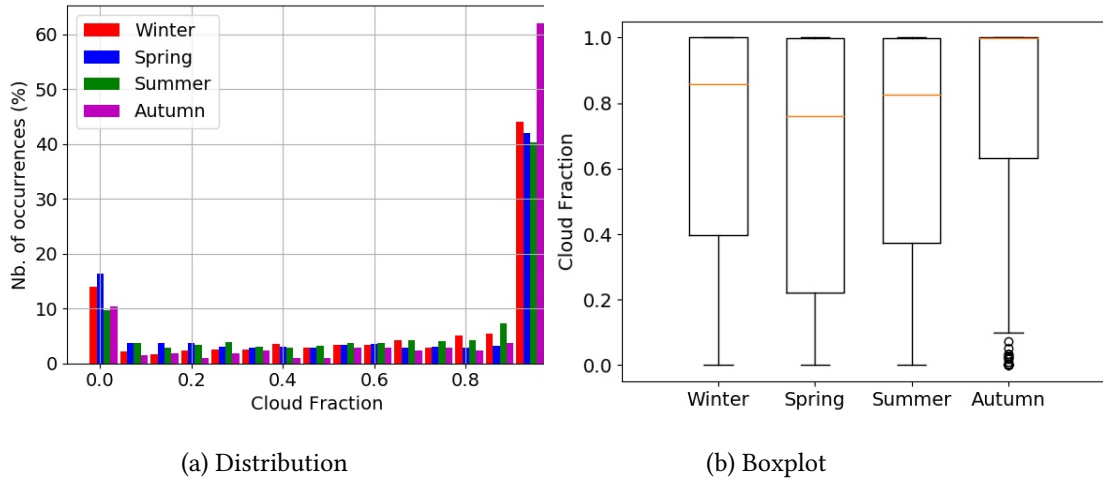 Winter
Spring
Summer
Autumn
Nb. of occurrences (%)
60
50
40
30
20
10
0
0.0 0.2 0.4 0.6 0.8
Cloud Fraction
(a) Distribution
Cloud Fraction
1.0
0.8
0.6
0.4
0.2
0.0
Winter Spring Summer Autumn
(b) Boxplot